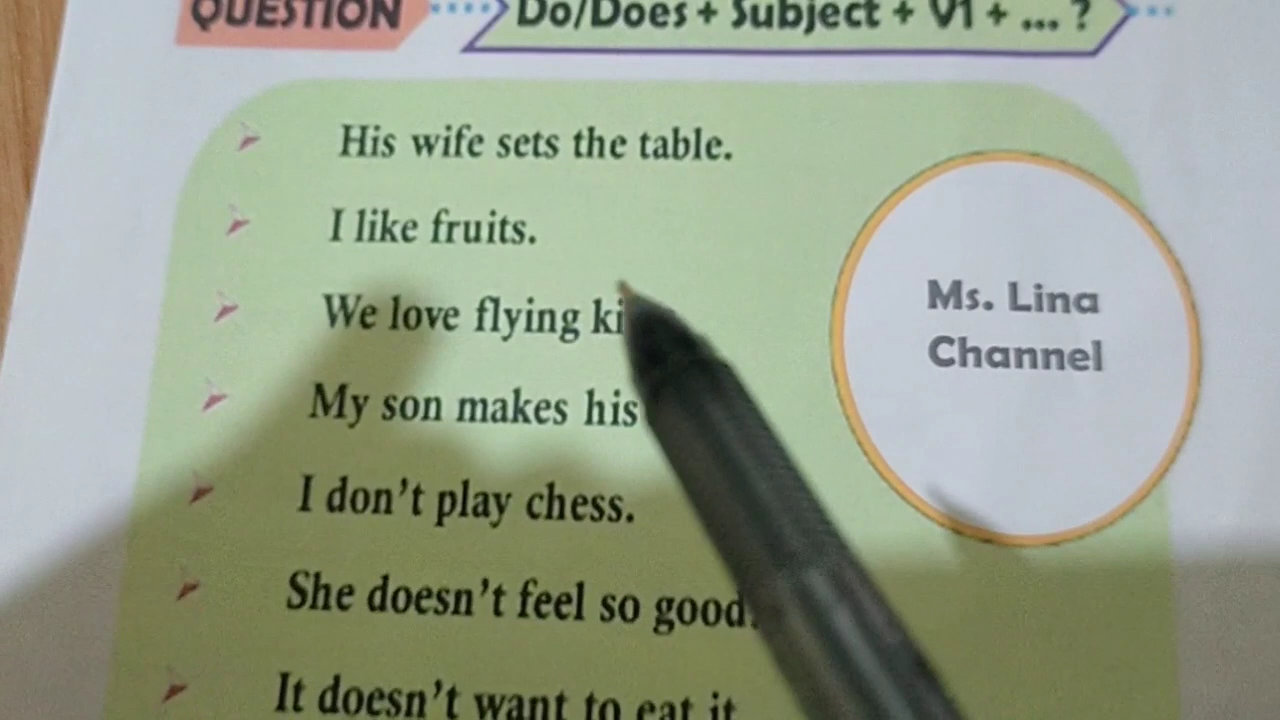 QUESTION
Do/Does + Subject + V1 + ... ?
His wife sets the table.
I like fruits.
We love flying
My son makes his
I don't play chess.
She doesn't feel so good.
It doesn't want to eat it
Ms. Lina
Channel